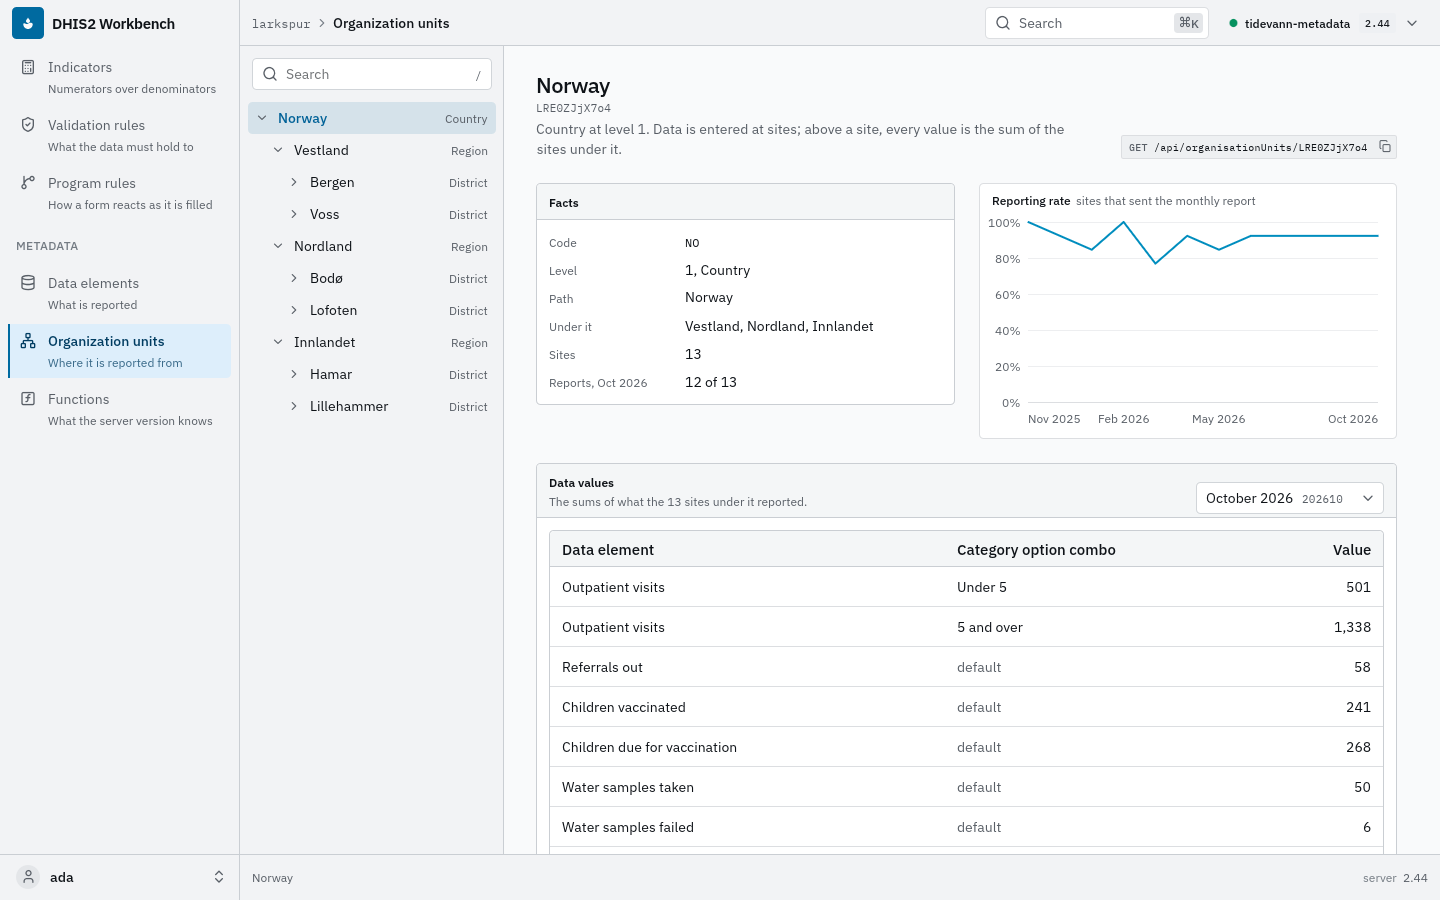 DHIS2 Workbench
Indicators
Numerators over denominators
Validation rules
What the data must hold to
Program rules
How a form reacts as it is filled
METADATA
Data elements
What is reported
Organization units
Where it is reported from
Functions
What the server version knows
ada
larkspur > Organization units
Search ⌘K
tidevann-metadata 2.44
Search /
Norway Country
Vestland Region
Bergen District
Voss District
Nordland Region
Bodø District
Lofoten District
Innlandet Region
Hamar District
Lillehammer District
Norway
LRE0ZJjX7o4
Country at level 1. Data is entered at sites; above a site, every value is the sum of the
sites under it.
GET /api/organisationUnits/LRE0ZJjX7o4
Facts
Code NO
Level 1, Country
Path Norway
Under it Vestland, Nordland, Innlandet
Sites 13
Reports, Oct 2026 12 of 13
Reporting rate sites that sent the monthly report
100%
80%
60%
40%
20%
0%
Nov 2025 Feb 2026 May 2026 Oct 2026
Data values
The sums of what the 13 sites under it reported.
October 2026 202610
Data element Category option combo Value
Outpatient visits Under 5 501
Outpatient visits 5 and over 1,338
Referrals out default 58
Children vaccinated default 241
Children due for vaccination default 268
Water samples taken default 50
Water samples failed default 6
Norway
server 2.44